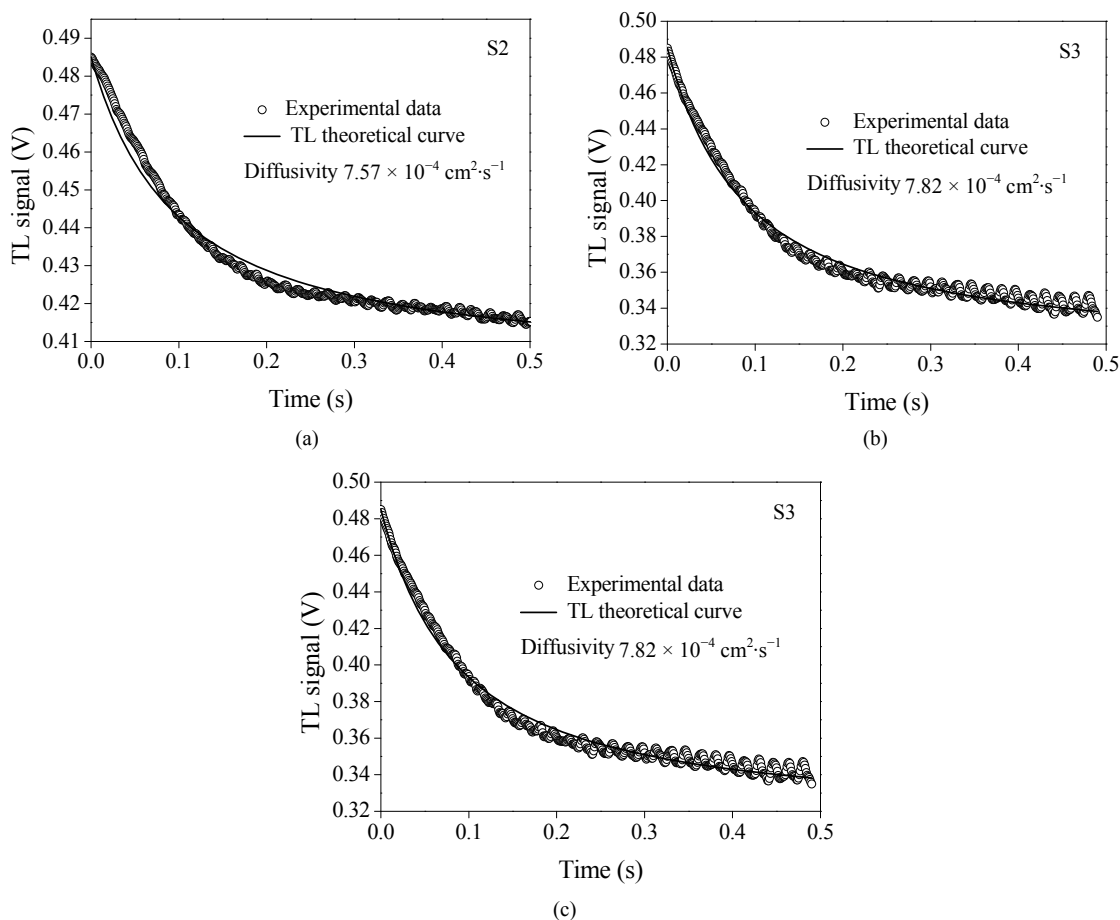 S2
0.49
0.48
0.47
0.46
0.45
0.44
0.43
0.42
0.41
TL signal (V)
Experimental data
TL theoretical curve
Diffusivity 7.57 × 10⁻⁴ cm²·s⁻¹
0.0 0.1 0.2 0.3 0.4 0.5
Time (s)
(a)
S3
0.50
0.48
0.46
0.44
0.42
0.40
0.38
0.36
0.34
0.32
TL signal (V)
Experimental data
TL theoretical curve
Diffusivity 7.82 × 10⁻⁴ cm²·s⁻¹
0.0 0.1 0.2 0.3 0.4 0.5
Time (s)
(b)
S3
0.50
0.48
0.46
0.44
0.42
0.40
0.38
0.36
0.34
0.32
TL signal (V)
Experimental data
TL theoretical curve
Diffusivity 7.82 × 10⁻⁴ cm²·s⁻¹
0.0 0.1 0.2 0.3 0.4 0.5
Time (s)
(c)